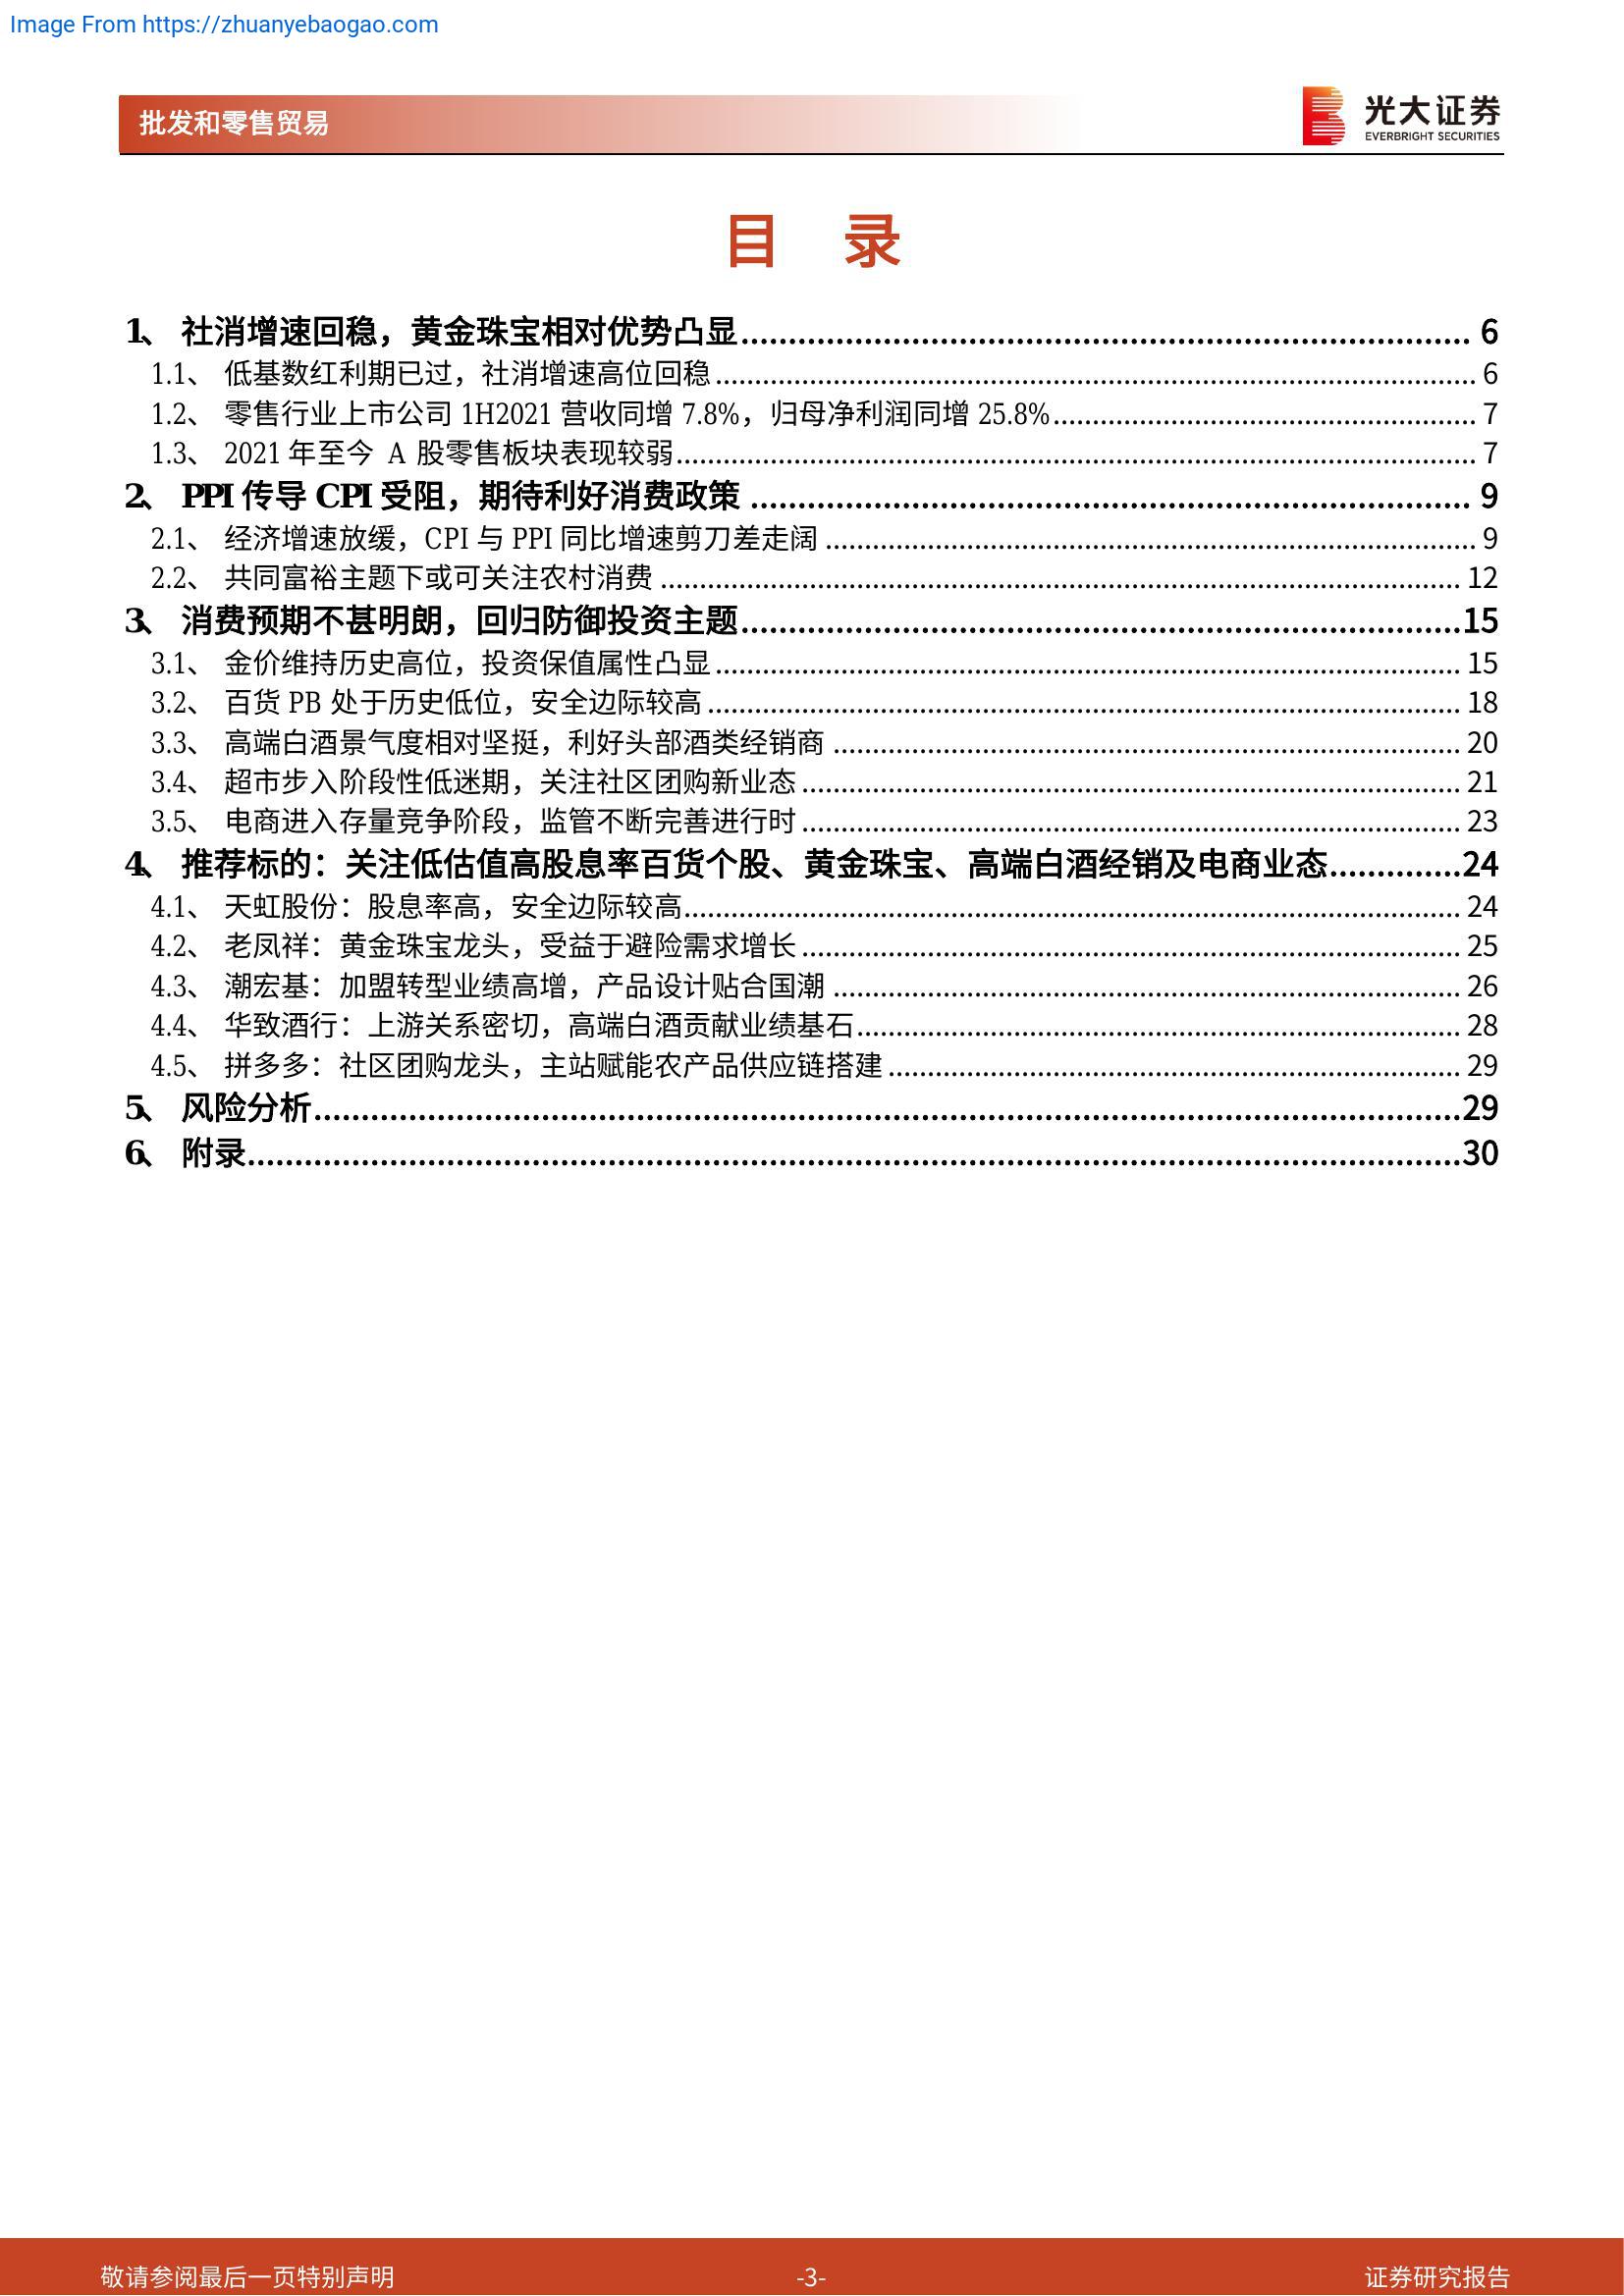 Image From https://zhuanyebaogao.com
批发和零售贸易
光大证券
EVERBRIGHT SECURITIES
目 录
1、 社消增速回稳，黄金珠宝相对优势凸显 6
1.1、 低基数红利期已过，社消增速高位回稳 6
1.2、 零售行业上市公司 1H2021 营收同增 7.8%，归母净利润同增 25.8% 7
1.3、 2021 年至今 A 股零售板块表现较弱 7
2、 PPI 传导 CPI 受阻，期待利好消费政策 9
2.1、 经济增速放缓，CPI 与 PPI 同比增速剪刀差走阔 9
2.2、 共同富裕主题下或可关注农村消费 12
3、 消费预期不甚明朗，回归防御投资主题 15
3.1、 金价维持历史高位，投资保值属性凸显 15
3.2、 百货 PB 处于历史低位，安全边际较高 18
3.3、 高端白酒景气度相对坚挺，利好头部酒类经销商 20
3.4、 超市步入阶段性低迷期，关注社区团购新业态 21
3.5、 电商进入存量竞争阶段，监管不断完善进行时 23
4、 推荐标的：关注低估值高股息率百货个股、黄金珠宝、高端白酒经销及电商业态 24
4.1、 天虹股份：股息率高，安全边际较高 24
4.2、 老凤祥：黄金珠宝龙头，受益于避险需求增长 25
4.3、 潮宏基：加盟转型业绩高增，产品设计贴合国潮 26
4.4、 华致酒行：上游关系密切，高端白酒贡献业绩基石 28
4.5、 拼多多：社区团购龙头，主站赋能农产品供应链搭建 29
5、 风险分析 29
6、 附录 30
敬请参阅最后一页特别声明 -3- 证券研究报告